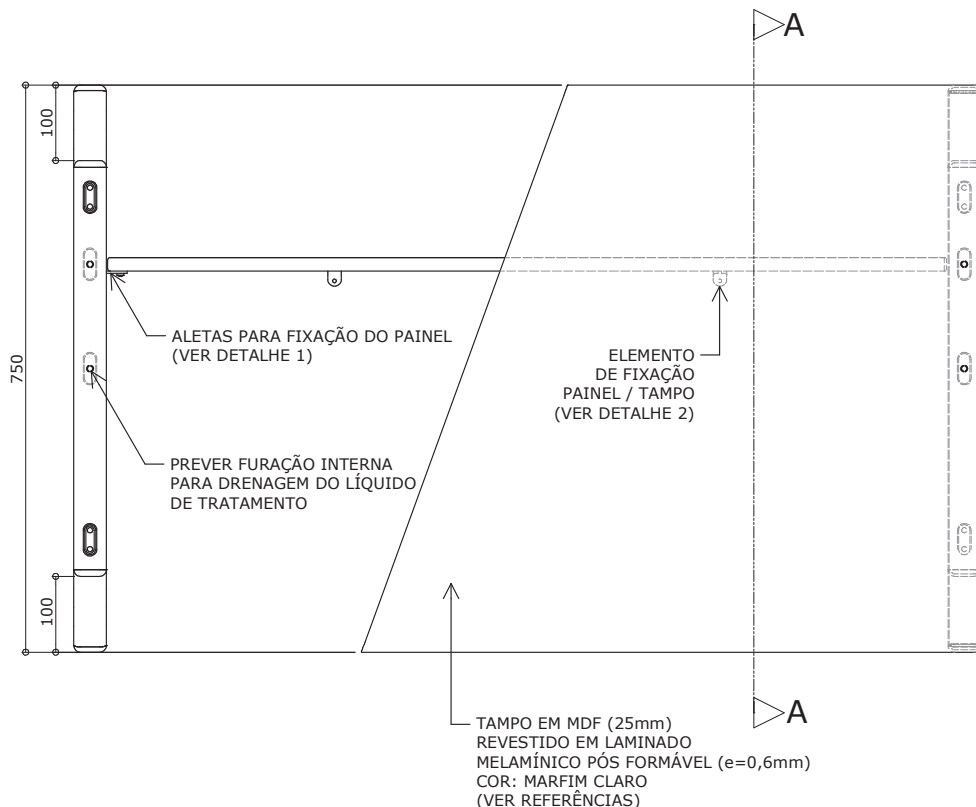 A
100
ALETAS PARA FIXAÇÃO DO PAINEL
(VER DETALHE 1)
ELEMENTO
DE FIXAÇÃO
PAINEL / TAMPO
(VER DETALHE 2)
750
PREVER FURAÇÃO INTERNA
PARA DRENAGEM DO LÍQUIDO
DE TRATAMENTO
100
A
TAMPO EM MDF (25mm)
REVESTIDO EM LAMINADO
MELAMÍNICO PÓS FORMÁVEL (e=0,6mm)
COR: MARFIM CLARO
(VER REFERÊNCIAS)